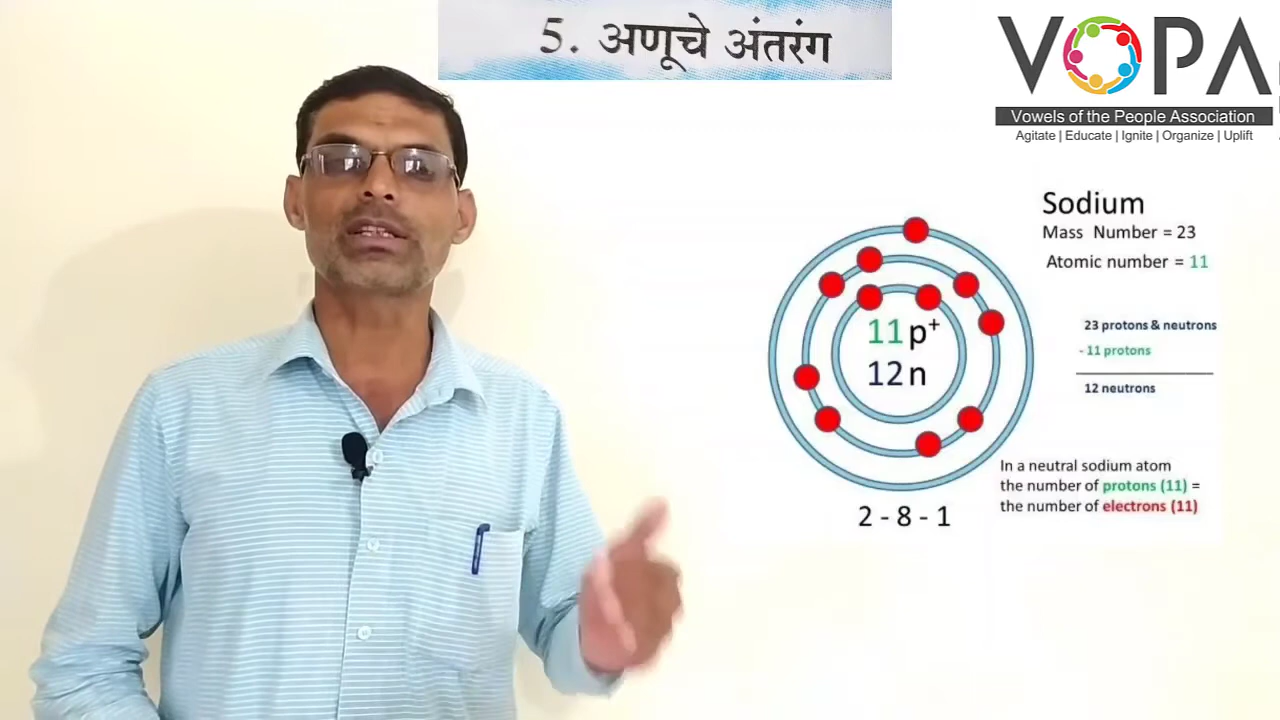 5. अणूचे अंतरंग
VOPA
Vowels of the People Association
Agitate | Educate | Ignite | Organize | Uplift
Sodium
Mass Number = 23
Atomic number = 11
11 p⁺
12 n
23 protons & neutrons
- 11 protons
12 neutrons
In a neutral sodium atom
the number of protons (11) =
the number of electrons (11)
2 - 8 - 1